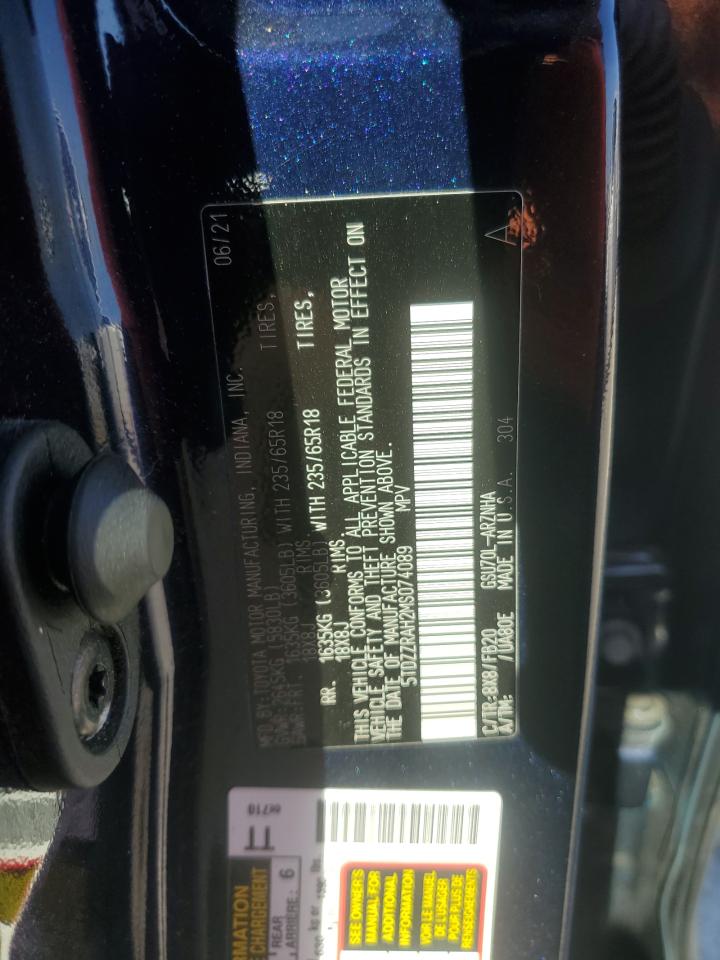 MFD BY: TOYOTA MOTOR MANUFACTURING, INDIANA, INC. 06/21
GVWR 2645KG (5830LB)
GAWR FRT. 1635KG (3605LB) WITH 235/65R18 TIRES,
18X8J RIMS
RR. 1635KG (3605LB) WITH 235/65R18 TIRES,
18X8J RIMS
THIS VEHICLE CONFORMS TO ALL APPLICABLE FEDERAL MOTOR
VEHICLE SAFETY AND THEFT PREVENTION STANDARDS IN EFFECT ON
THE DATE OF MANUFACTURE SHOWN ABOVE.
5TDZZRAH2MS074089 MPV
C/TR: 8X8/FB20 GSU70L-ARZNHA A
/UA80E MADE IN U.S.A. 304
REAR
ARRIERE: 6
SEE OWNER'S
MANUAL FOR
ADDITIONAL
INFORMATION
VOIR LE MANUEL
DE L'USAGER
POUR PLUS DE
RENSEIGNEMENTS